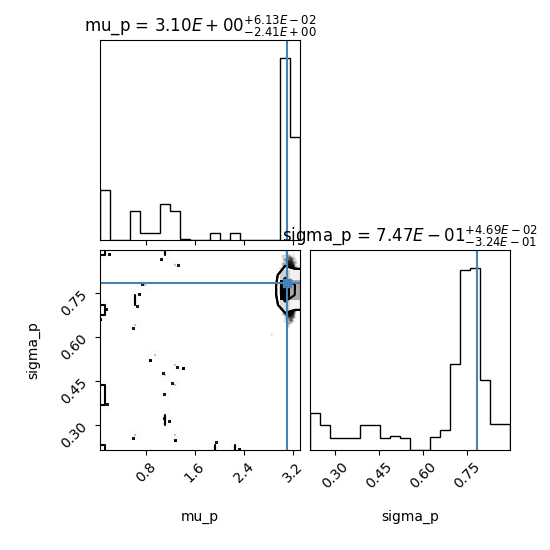 mu_p = 3.10E+00+6.13E−02−2.41E+00
sigma_p = 7.47E−01+4.69E−02−3.24E−01
0.75
0.60
0.45
0.30
sigma_p
0.8 1.6 2.4 3.2
0.30 0.45 0.60 0.75
mu_p
sigma_p